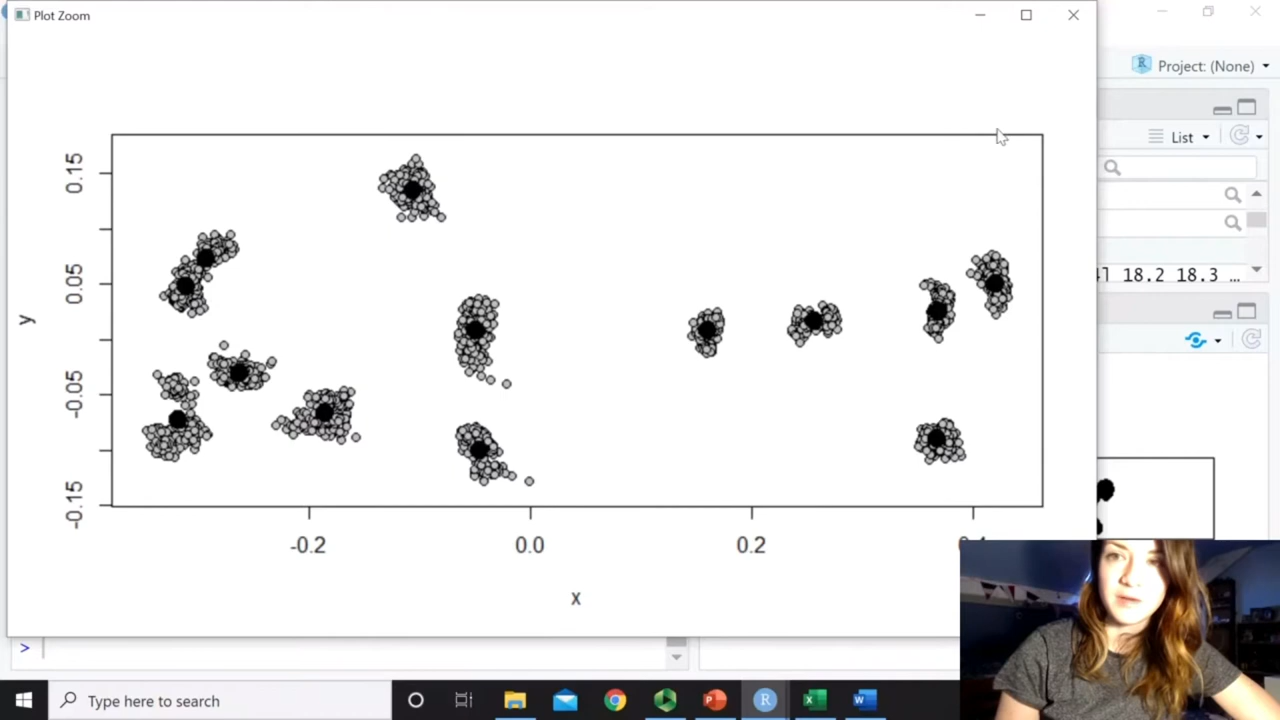 Plot Zoom
Project: (None)
List
4] 18.2 18.3 ...
0.15
0.05
-0.05
-0.15
y
-0.2
0.0
0.2
x
>
Type here to search